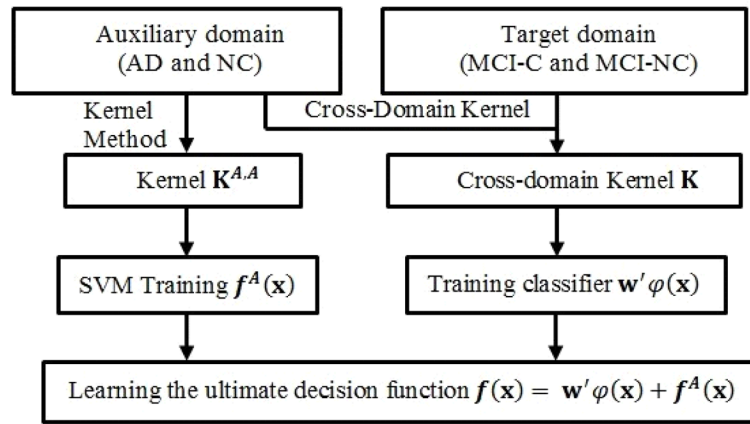 Auxiliary domain
(AD and NC)
Target domain
(MCI-C and MCI-NC)
Kernel
Method
Cross-Domain Kernel
Kernel K^{A,A}
Cross-domain Kernel K
SVM Training f^A(x)
Training classifier w′φ(x)
Learning the ultimate decision function f(x) = w′φ(x) + f^A(x)